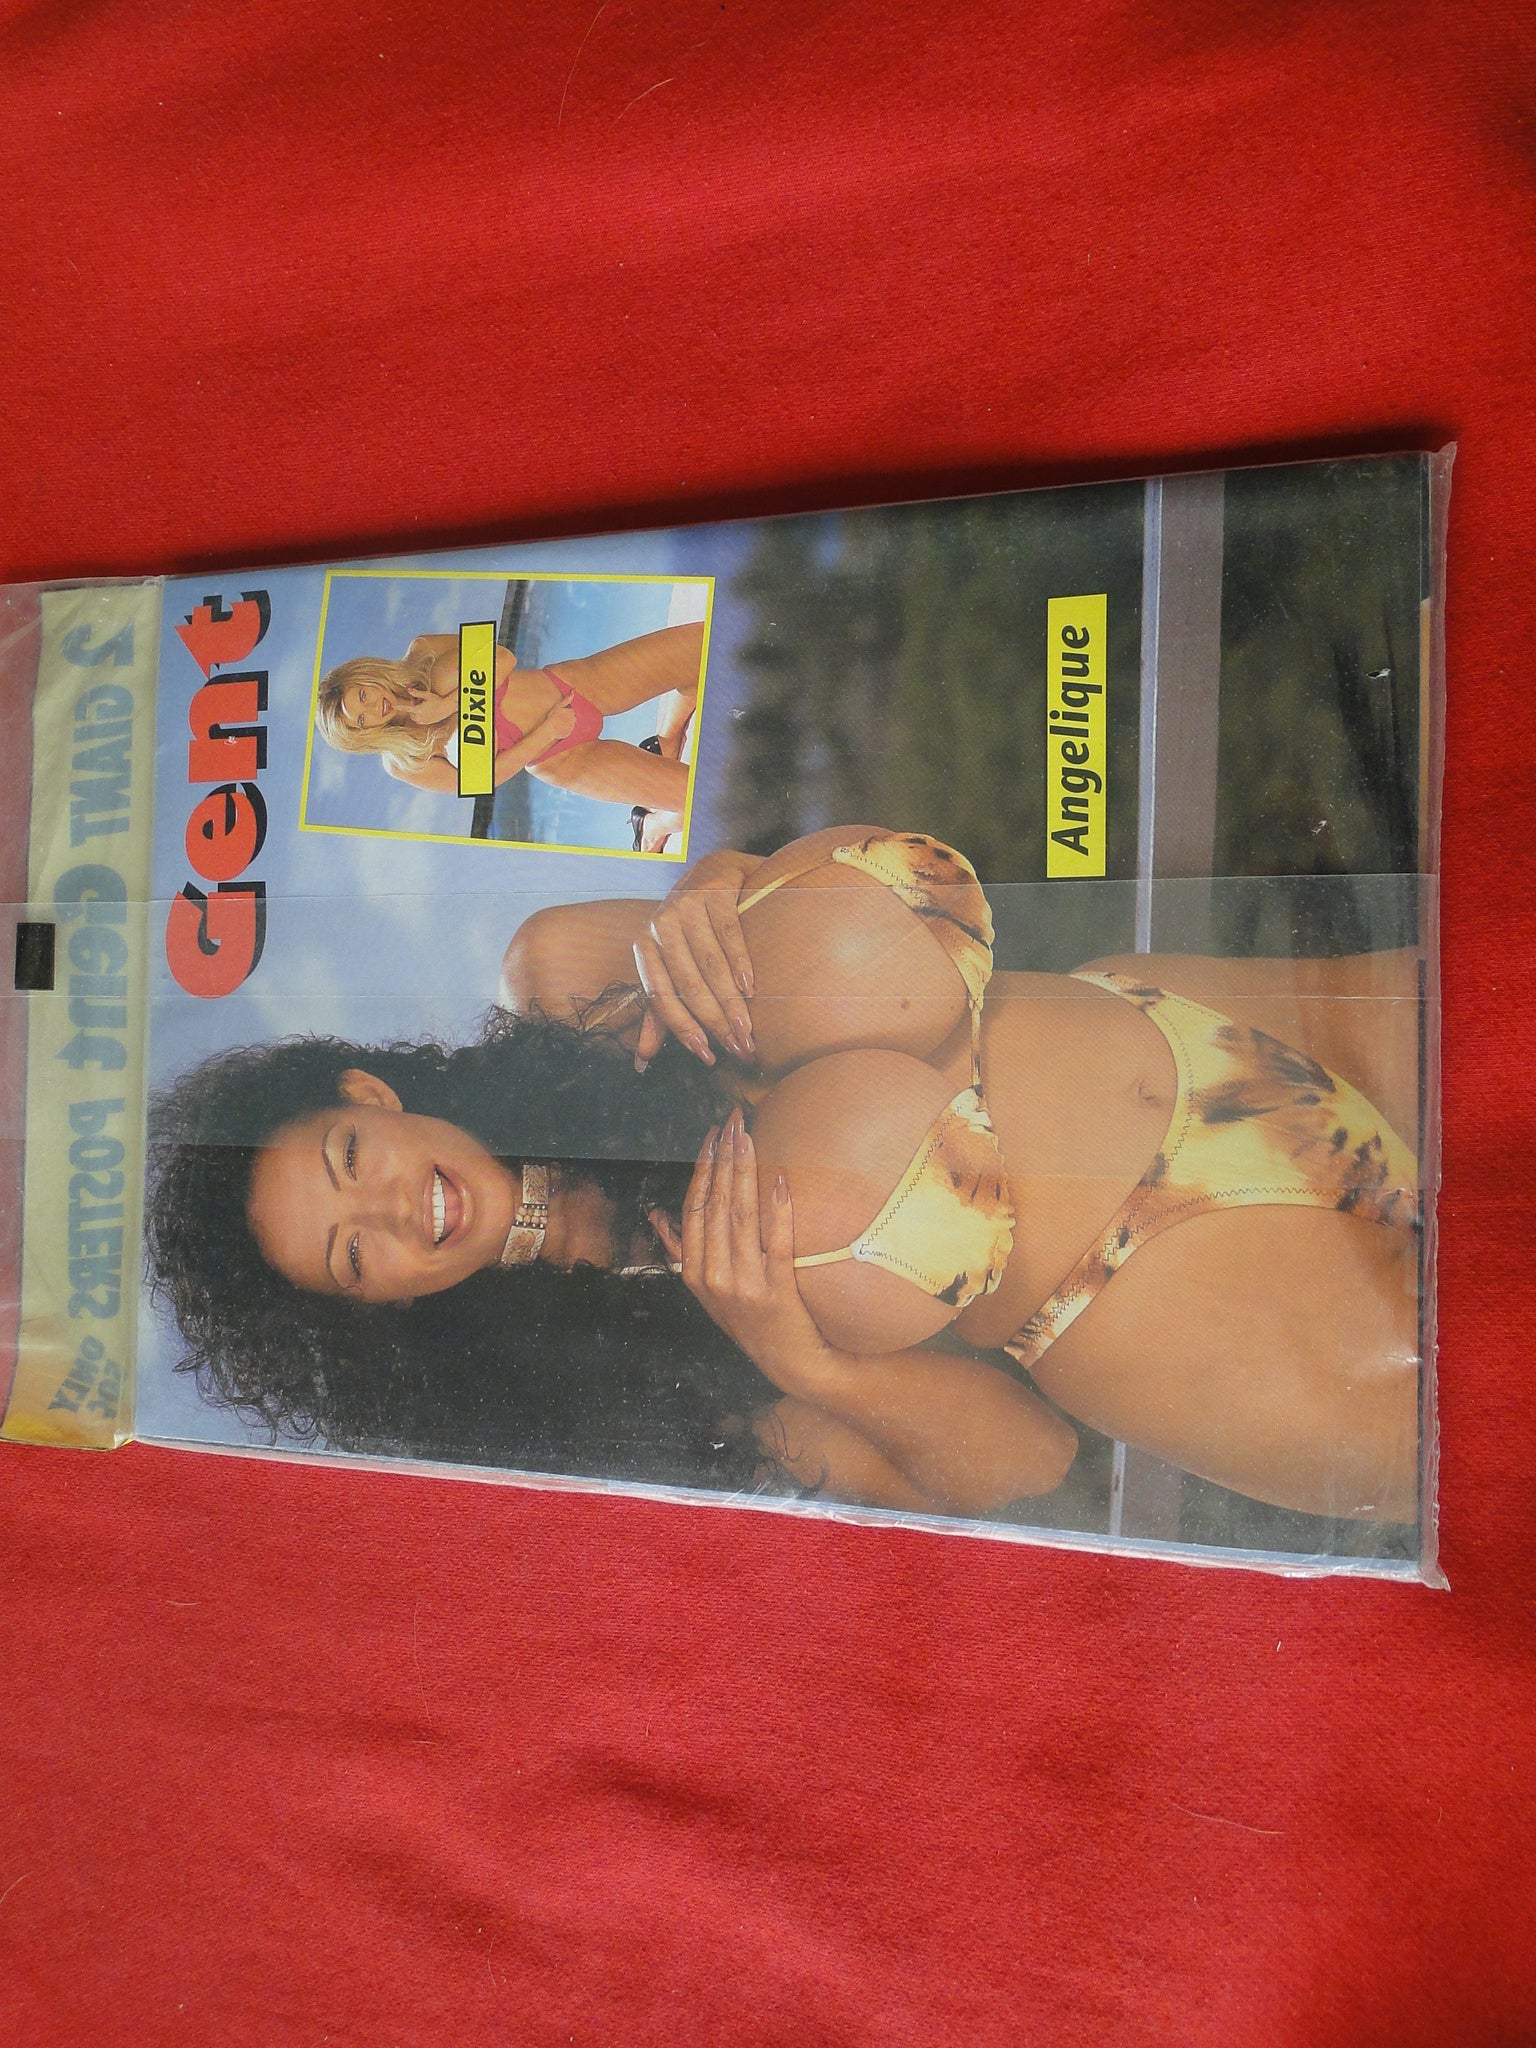 2 GIANT Gent POSTERS ONLY
Gent
Dixie
Angelique